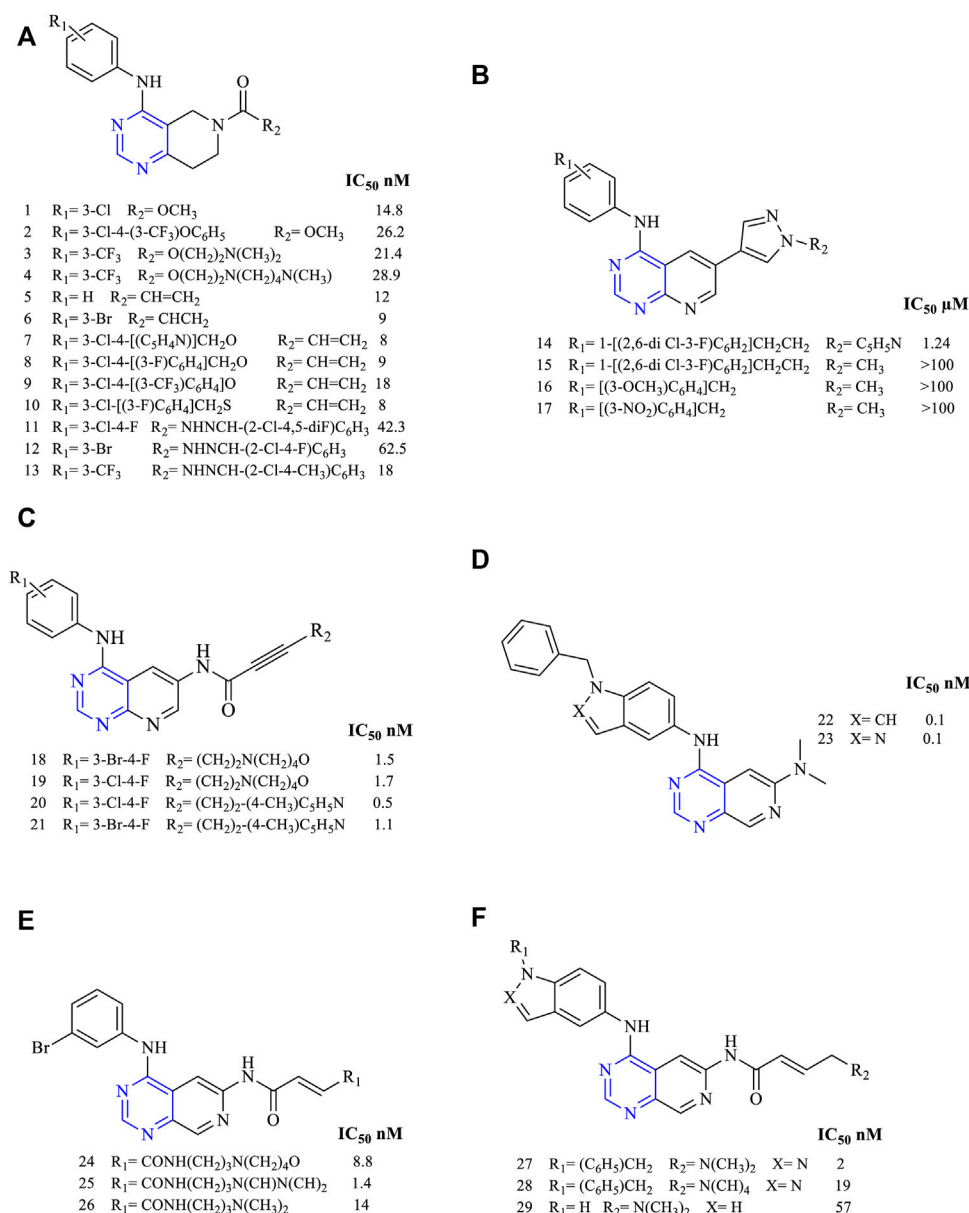 A
R₁
NH
O
N
N
R₂
N
IC₅₀ nM
1 R₁= 3-Cl R₂= OCH₃ 14.8
2 R₁= 3-Cl-4-(3-CF₃)OC₆H₅ R₂= OCH₃ 26.2
3 R₁= 3-CF₃ R₂= O(CH₂)₂N(CH₃)₂ 21.4
4 R₁= 3-CF₃ R₂= O(CH₂)₂N(CH₂)₄N(CH₃) 28.9
5 R₁= H R₂= CH=CH₂ 12
6 R₁= 3-Br R₂= CHCH₂ 9
7 R₁= 3-Cl-4-[(C₅H₄N)]CH₂O R₂= CH=CH₂ 8
8 R₁= 3-Cl-4-[(3-F)C₆H₄]CH₂O R₂= CH=CH₂ 9
9 R₁= 3-Cl-4-[(3-CF₃)C₆H₄]O R₂= CH=CH₂ 18
10 R₁= 3-Cl-[(3-F)C₆H₄]CH₂S R₂= CH=CH₂ 8
11 R₁= 3-Cl-4-F R₂= NHNCH-(2-Cl-4,5-diF)C₆H₃ 42.3
12 R₁= 3-Br R₂= NHNCH-(2-Cl-4-F)C₆H₃ 62.5
13 R₁= 3-CF₃ R₂= NHNCH-(2-Cl-4-CH₃)C₆H₃ 18
B
R₁
NH
N
N
R₂
N
N
N
IC₅₀ μM
14 R₁= 1-[(2,6-di Cl-3-F)C₆H₂]CH₂CH₂ R₂= C₅H₅N 1.24
15 R₁= 1-[(2,6-di Cl-3-F)C₆H₂]CH₂CH₂ R₂= CH₃ >100
16 R₁= [(3-OCH₃)C₆H₄]CH₂ R₂= CH₃ >100
17 R₁= [(3-NO₂)C₆H₄]CH₂ R₂= CH₃ >100
C
R₁
NH
R₂
H
N
N
O
N
N
IC₅₀ nM
18 R₁= 3-Br-4-F R₂= (CH₂)₂N(CH₂)₄O 1.5
19 R₁= 3-Cl-4-F R₂= (CH₂)₂N(CH₂)₄O 1.7
20 R₁= 3-Cl-4-F R₂= (CH₂)₂-(4-CH₃)C₅H₅N 0.5
21 R₁= 3-Br-4-F R₂= (CH₂)₂-(4-CH₃)C₅H₅N 1.1
D
N
X
NH
N
N
N
N
IC₅₀ nM
22 X= CH 0.1
23 X= N 0.1
E
Br
NH
H
N
R₁
O
N
N
N
IC₅₀ nM
24 R₁= CONH(CH₂)₃N(CH₂)₄O 8.8
25 R₁= CONH(CH₂)₃N(CH)N(CH)₂ 1.4
26 R₁= CONH(CH₂)₃N(CH₃)₂ 14
F
R₁
N
X
NH
H
N
R₂
O
N
N
N
IC₅₀ nM
27 R₁= (C₆H₅)CH₂ R₂= N(CH₃)₂ X= N 2
28 R₁= (C₆H₅)CH₂ R₂= N(CH)₄ X= N 19
29 R₁= H R₂= N(CH₃)₂ X= H 57